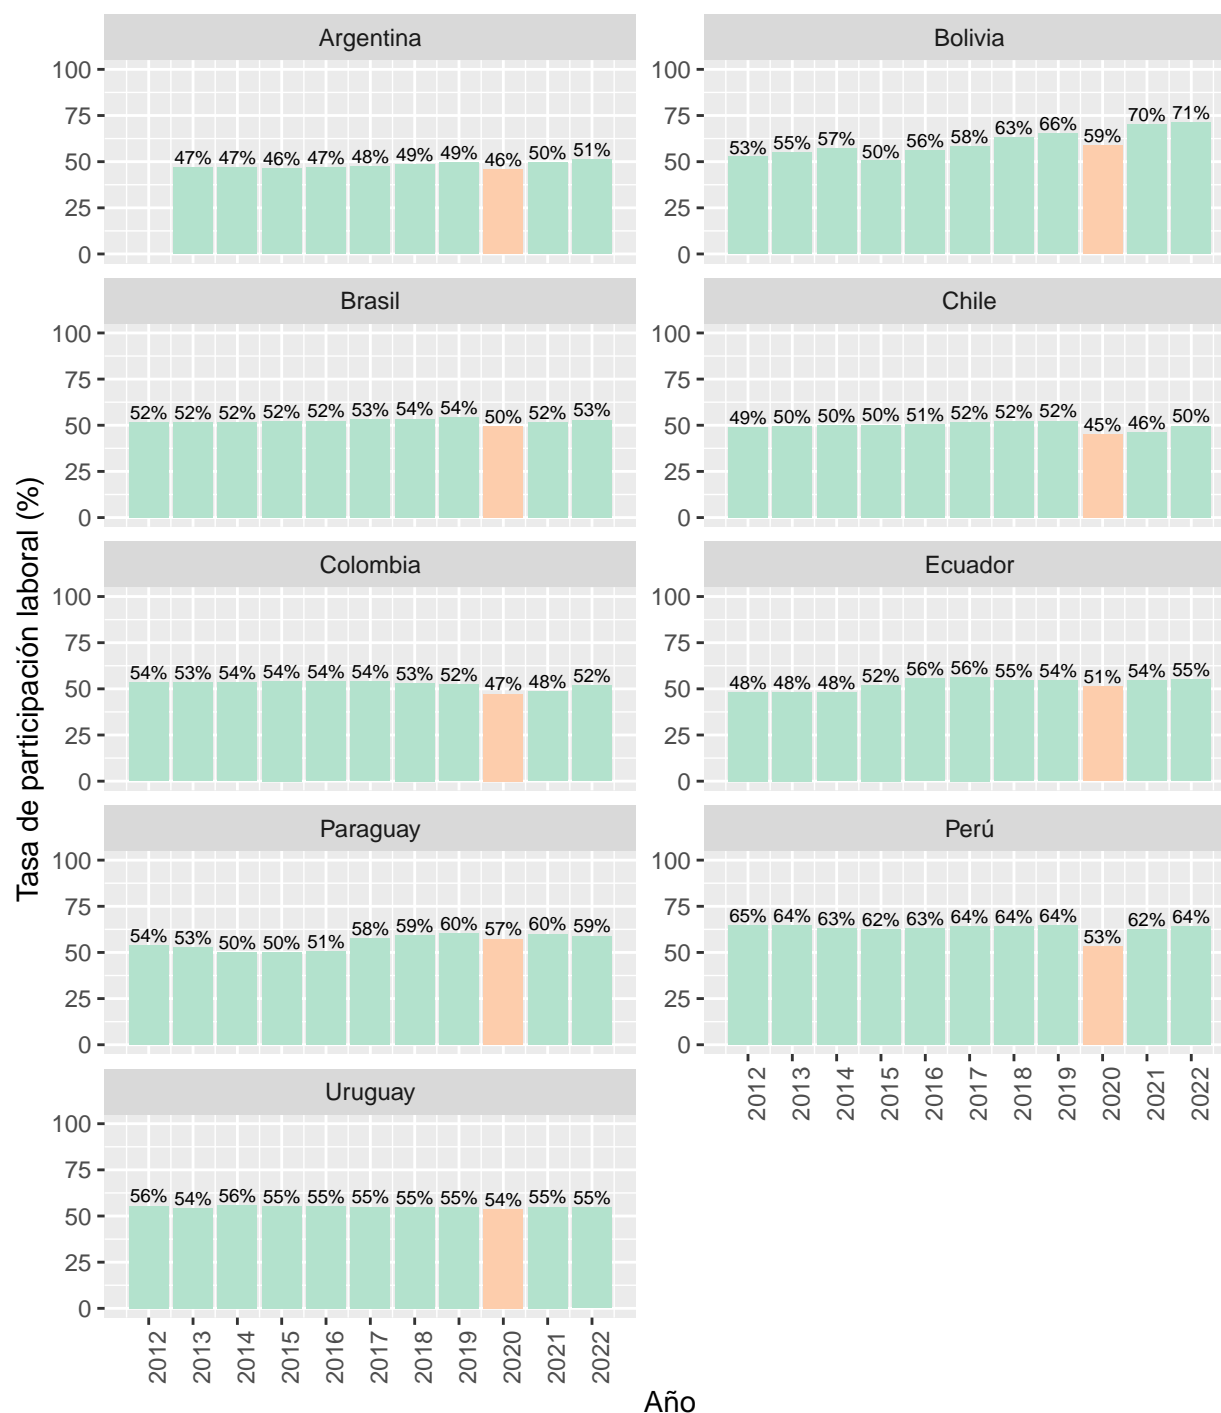 Argentina
100
75
50
25
0
47% 47% 46% 47% 48% 49% 49% 46% 50% 51%
Bolivia
100
75
50
25
0
53% 55% 57% 50% 56% 58% 63% 66% 59% 70% 71%
Brasil
100
75
50
25
0
52% 52% 52% 52% 52% 53% 54% 54% 50% 52% 53%
Chile
100
75
50
25
0
49% 50% 50% 50% 51% 52% 52% 52% 45% 46% 50%
Colombia
100
75
50
25
0
54% 53% 54% 54% 54% 54% 53% 52% 47% 48% 52%
Ecuador
100
75
50
25
0
48% 48% 48% 52% 56% 56% 55% 54% 51% 54% 55%
Paraguay
100
75
50
25
0
54% 53% 50% 50% 51% 58% 59% 60% 57% 60% 59%
Perú
100
75
50
25
0
65% 64% 63% 62% 63% 64% 64% 64% 53% 62% 64%
2012 2013 2014 2015 2016 2017 2018 2019 2020 2021 2022
Uruguay
100
75
50
25
0
56% 54% 56% 55% 55% 55% 55% 55% 54% 55% 55%
2012 2013 2014 2015 2016 2017 2018 2019 2020 2021 2022
Tasa de participación laboral (%)
Año